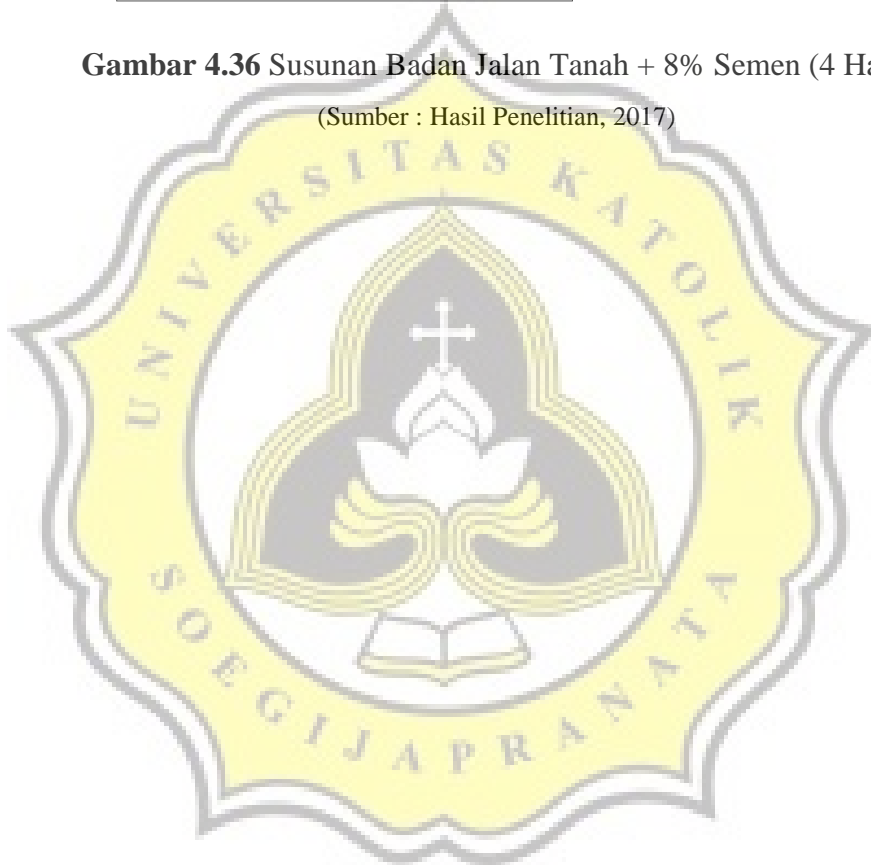 Gambar 4.36 Susunan Badan Jalan Tanah + 8% Semen (4 Ha
(Sumber : Hasil Penelitian, 2017)
UNIVERSITAS KATOLIK
SOEGIJAPRANATA